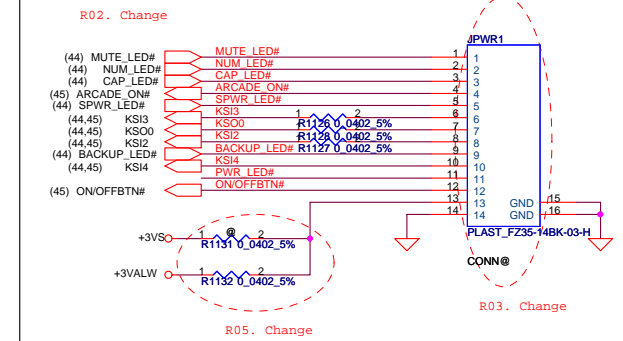 R02. Change
JPWR1
(44) MUTE_LED# MUTE_LED# 1 1
(44) NUM_LED# NUM_LED# 2 2
(44) CAP_LED# CAP_LED# 3 3
(45) ARCADE_ON# ARCADE_ON# 4 4
(44) SPWR_LED# SPWR_LED# 5 5
(44,45) KSI3 KSI3 1 2 6 6
R1126 0_0402_5%
(44,45) KSO0 KSO0 1 2 7 7
R1128 0_0402_5%
(44,45) KSI2 KSI2 1 2 8 8
R1127 0_0402_5%
(44) BACKUP_LED# BACKUP_LED# 9 9
(44,45) KSI4 KSI4 10 10
PWR_LED# 11 11
(45) ON/OFFBTN# ON/OFFBTN# 12 12
13 13 GND 15
14 14 GND 16
PLAST_FZ35-14BK-03-H
CONN@
+3VS 1 @ 2
R1131 0_0402_5%
+3VALW 1 2
R1132 0_0402_5%
R03. Change
R05. Change